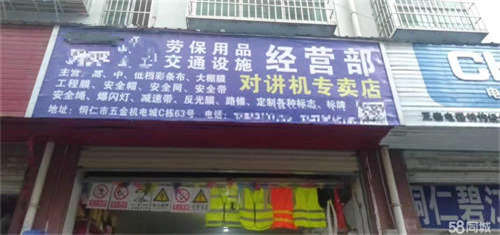 劳保用品
交通设施
经营部
主营:高、中、低档彩条布、大棚膜
工程膜、安全帽、安全网、安全带
安全绳、爆闪灯、减速带、反光膜、路锥、定制各种标志、标牌
对讲机专卖店
地址:铜仁市五金机电城C栋63号 电话:
铜仁碧江
58同城